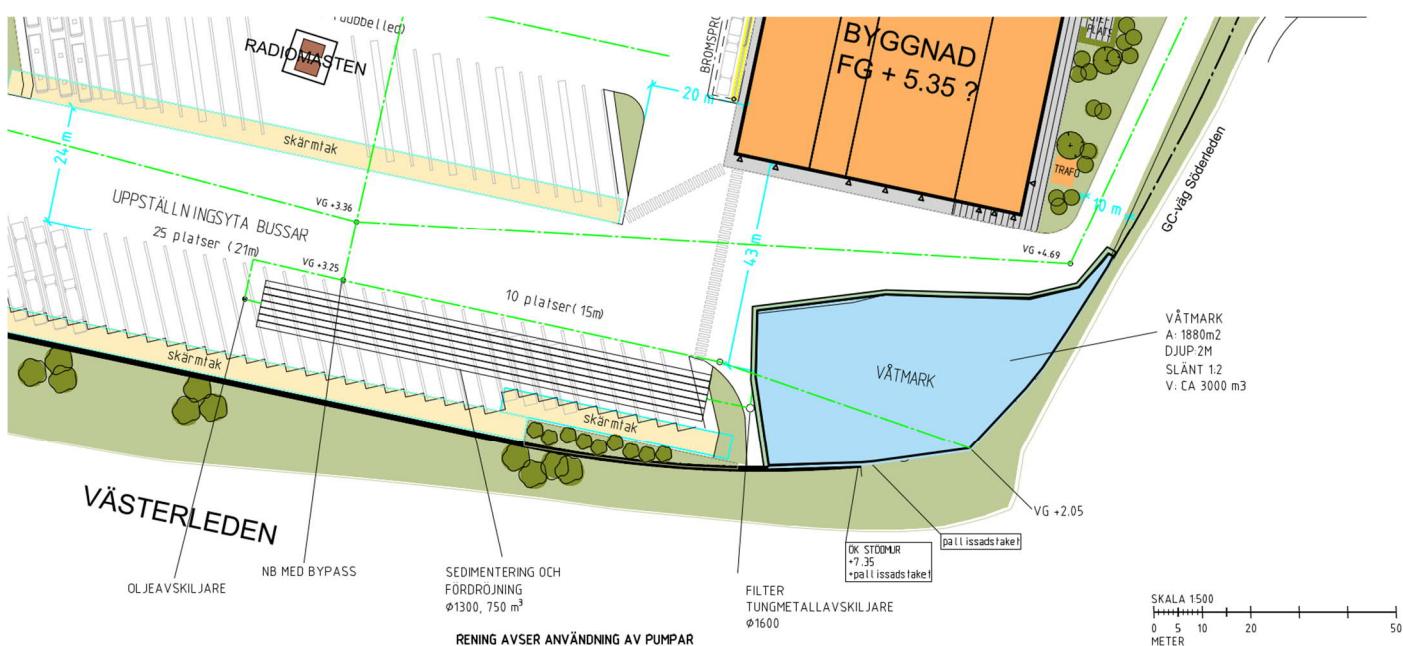 (dubbelled)
RADIOMASTEN
BROMSPRO
BYGGNAD
FG + 5.35 ?
PLATS
20 m
skärmtak
24 m
TRAFO
10 m
GC-väg Söderleden
UPPSTÄLLNINGSYTA BUSSAR
25 platser (21m)
VG +3.36
VG +3.25
43 m
VG +4.69
10 platser(15m)
skärmtak
skärmtak
VÅTMARK
VÅTMARK
A: 1880m2
DJUP:2M
SLÄNT 1:2
V: CA 3000 m3
VÄSTERLEDEN
VG +2.05
pallissadstaket
ÖK STÖDMUR
+7.35
+pallissadstaket
OLJEAVSKILJARE
NB MED BYPASS
SEDIMENTERING OCH
FÖRDRÖJNING
Ø1300, 750 m³
FILTER
TUNGMETALLAVSKILJARE
Ø1600
RENING AVSER ANVÄNDNING AV PUMPAR
SKALA 1:500
0 5 10 20 50
METER